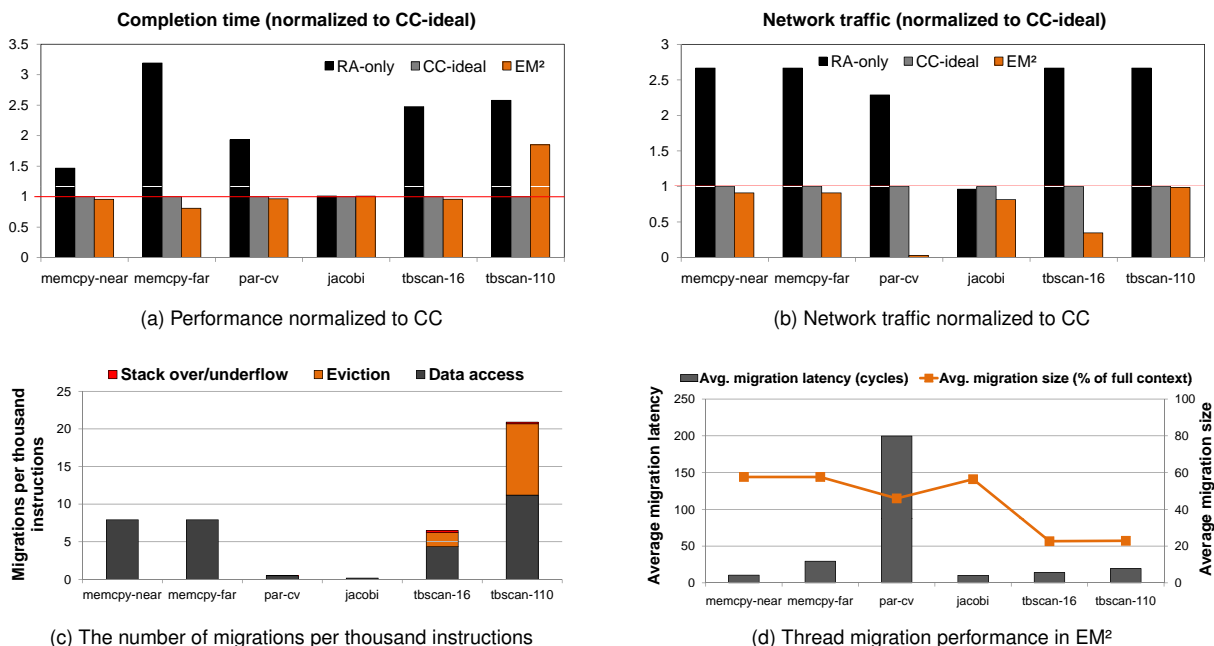 Completion time (normalized to CC-ideal)
3.5
3
2.5
2
1.5
1
0.5
0
RA-only CC-ideal EM²
memcpy-near memcpy-far par-cv jacobi tbscan-16 tbscan-110
(a) Performance normalized to CC
Network traffic (normalized to CC-ideal)
3
2.5
2
1.5
1
0.5
0
RA-only CC-ideal EM²
memcpy-near memcpy-far par-cv jacobi tbscan-16 tbscan-110
(b) Network traffic normalized to CC
Stack over/underflow Eviction Data access
Migrations per thousand
instructions
25
20
15
10
5
0
memcpy-near memcpy-far par-cv jacobi tbscan-16 tbscan-110
(c) The number of migrations per thousand instructions
Avg. migration latency (cycles) Avg. migration size (% of full context)
Average migration latency
250
200
150
100
50
0
100
80
60
40
20
0
Average migration size
memcpy-near memcpy-far par-cv jacobi tbscan-16 tbscan-110
(d) Thread migration performance in EM²